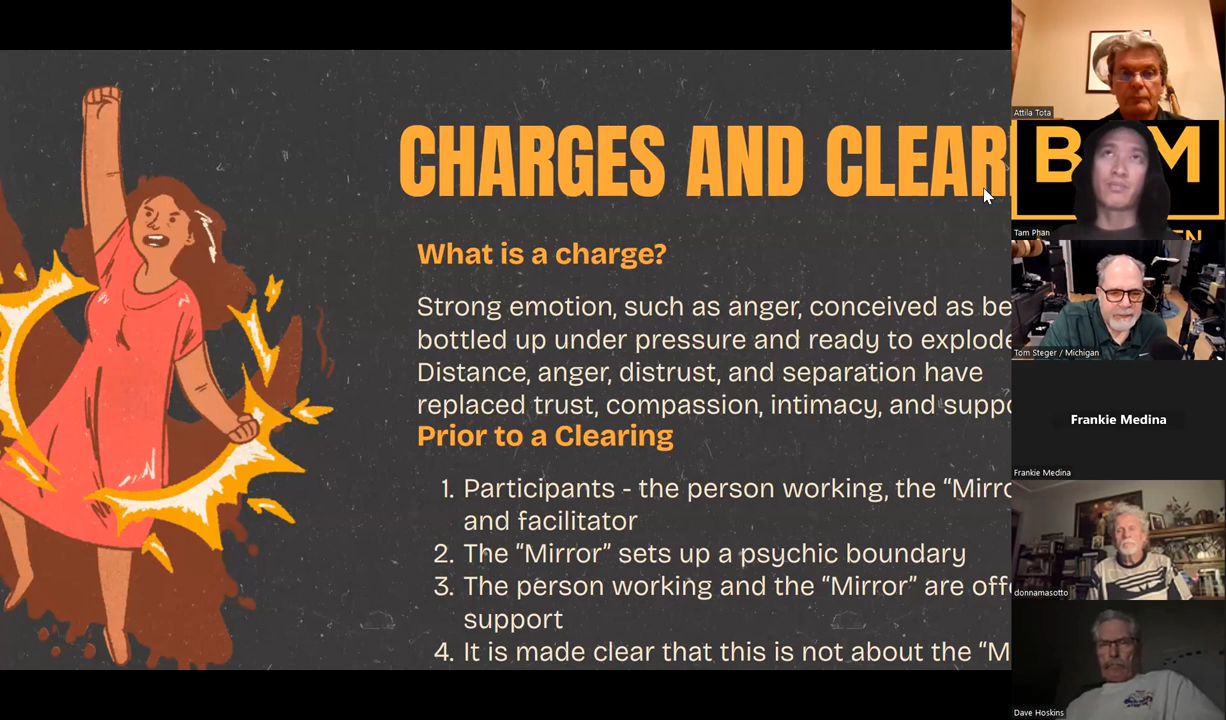 CHARGES AND CLEAR
What is a charge?
Strong emotion, such as anger, conceived as be
bottled up under pressure and ready to explode
Distance, anger, distrust, and separation have
replaced trust, compassion, intimacy, and suppo
Prior to a Clearing
1. Participants - the person working, the “Mirro
and facilitator
2. The “Mirror” sets up a psychic boundary
3. The person working and the “Mirror” are offe
support
4. It is made clear that this is not about the “M
Attila Tota
B M
EN
Tam Phan
Tom Steger / Michigan
Frankie Medina
Frankie Medina
donnamasotto
Dave Hoskins